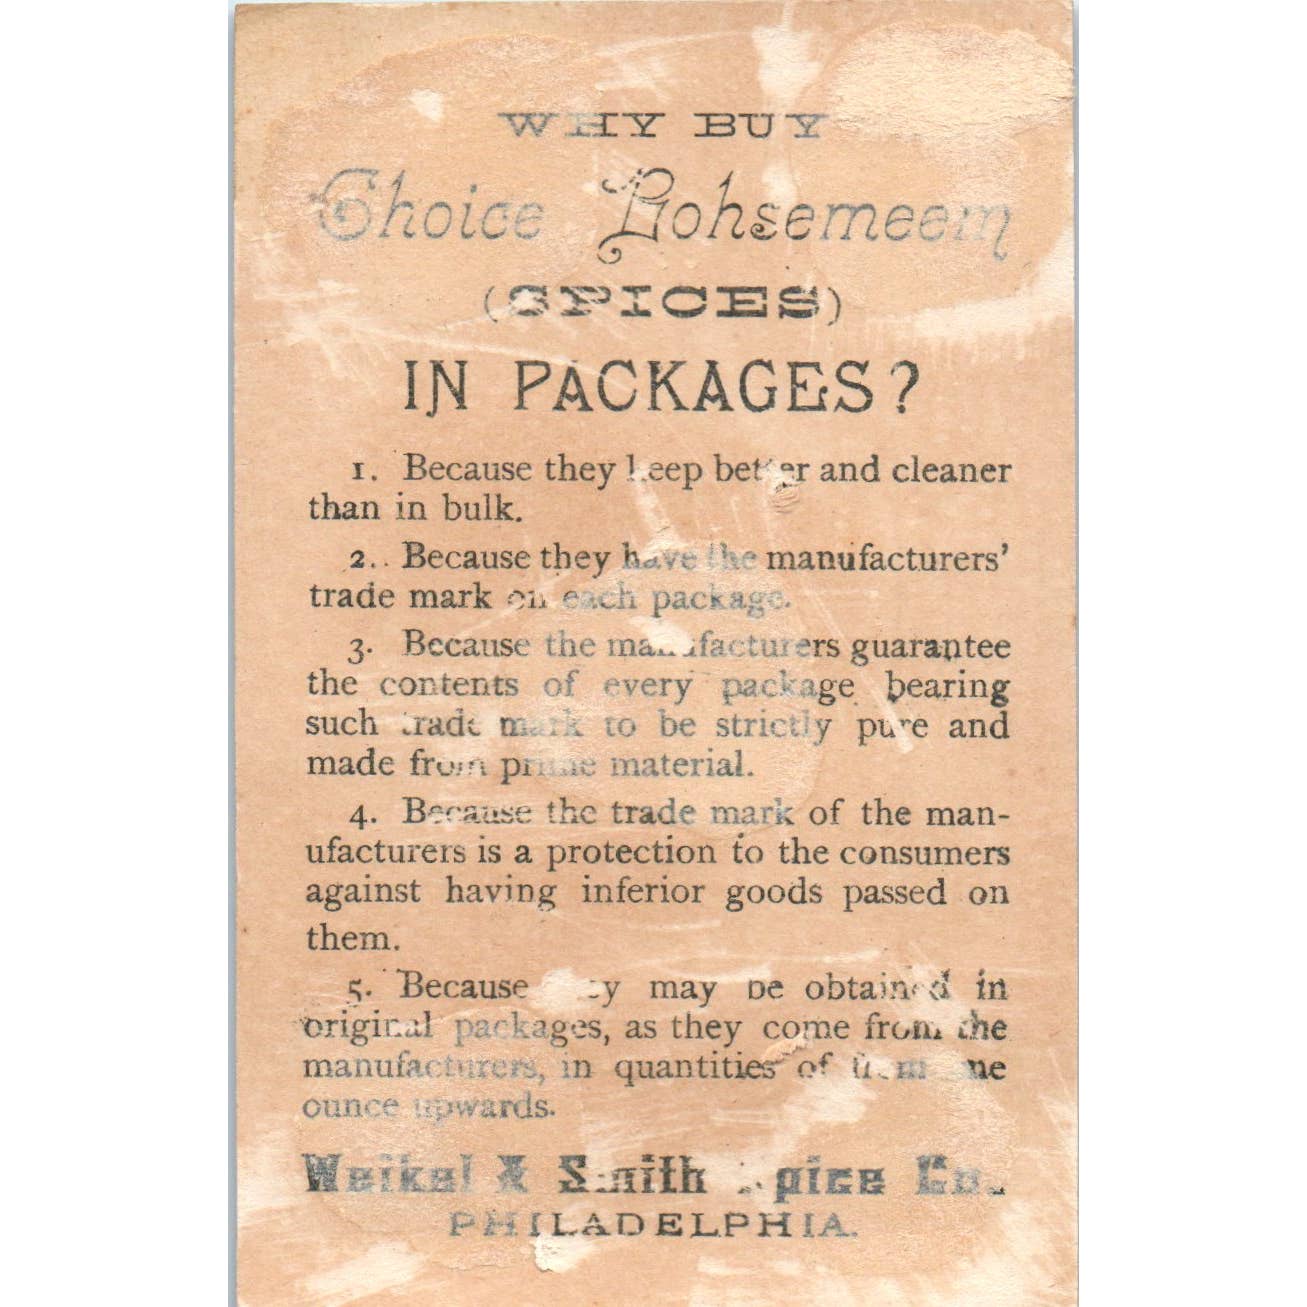 WHY BUY
Choice Lohsemeem
(SPICES)
IN PACKAGES?
1. Because they keep better and cleaner
than in bulk.
2. Because they have the manufacturers'
trade mark on each package.
3. Because the manufacturers guarantee
the contents of every package bearing
such trade mark to be strictly pure and
made from prime material.
4. Because the trade mark of the man-
ufacturers is a protection to the consumers
against having inferior goods passed on
them.
5. Because they may be obtained in
original packages, as they come from the
manufacturers, in quantities of from one
ounce upwards.
Weikel & Smith Spice Co.
PHILADELPHIA.